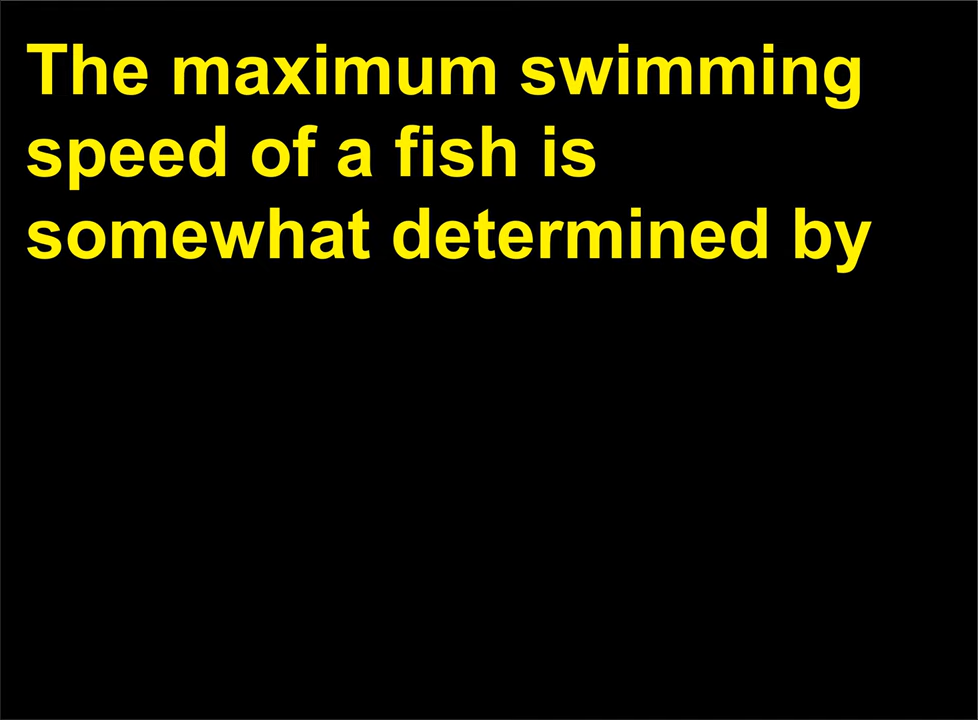 The maximum swimming
speed of a fish is
somewhat determined by